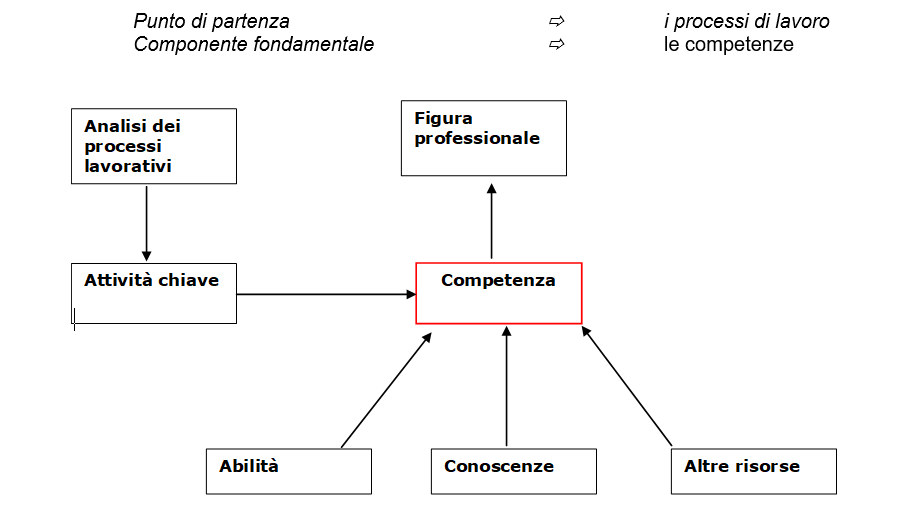 Punto di partenza ⇨ i processi di lavoro
Componente fondamentale ⇨ le competenze
Analisi dei
processi
lavorativi
Figura
professionale
Attività chiave
Competenza
Abilità
Conoscenze
Altre risorse